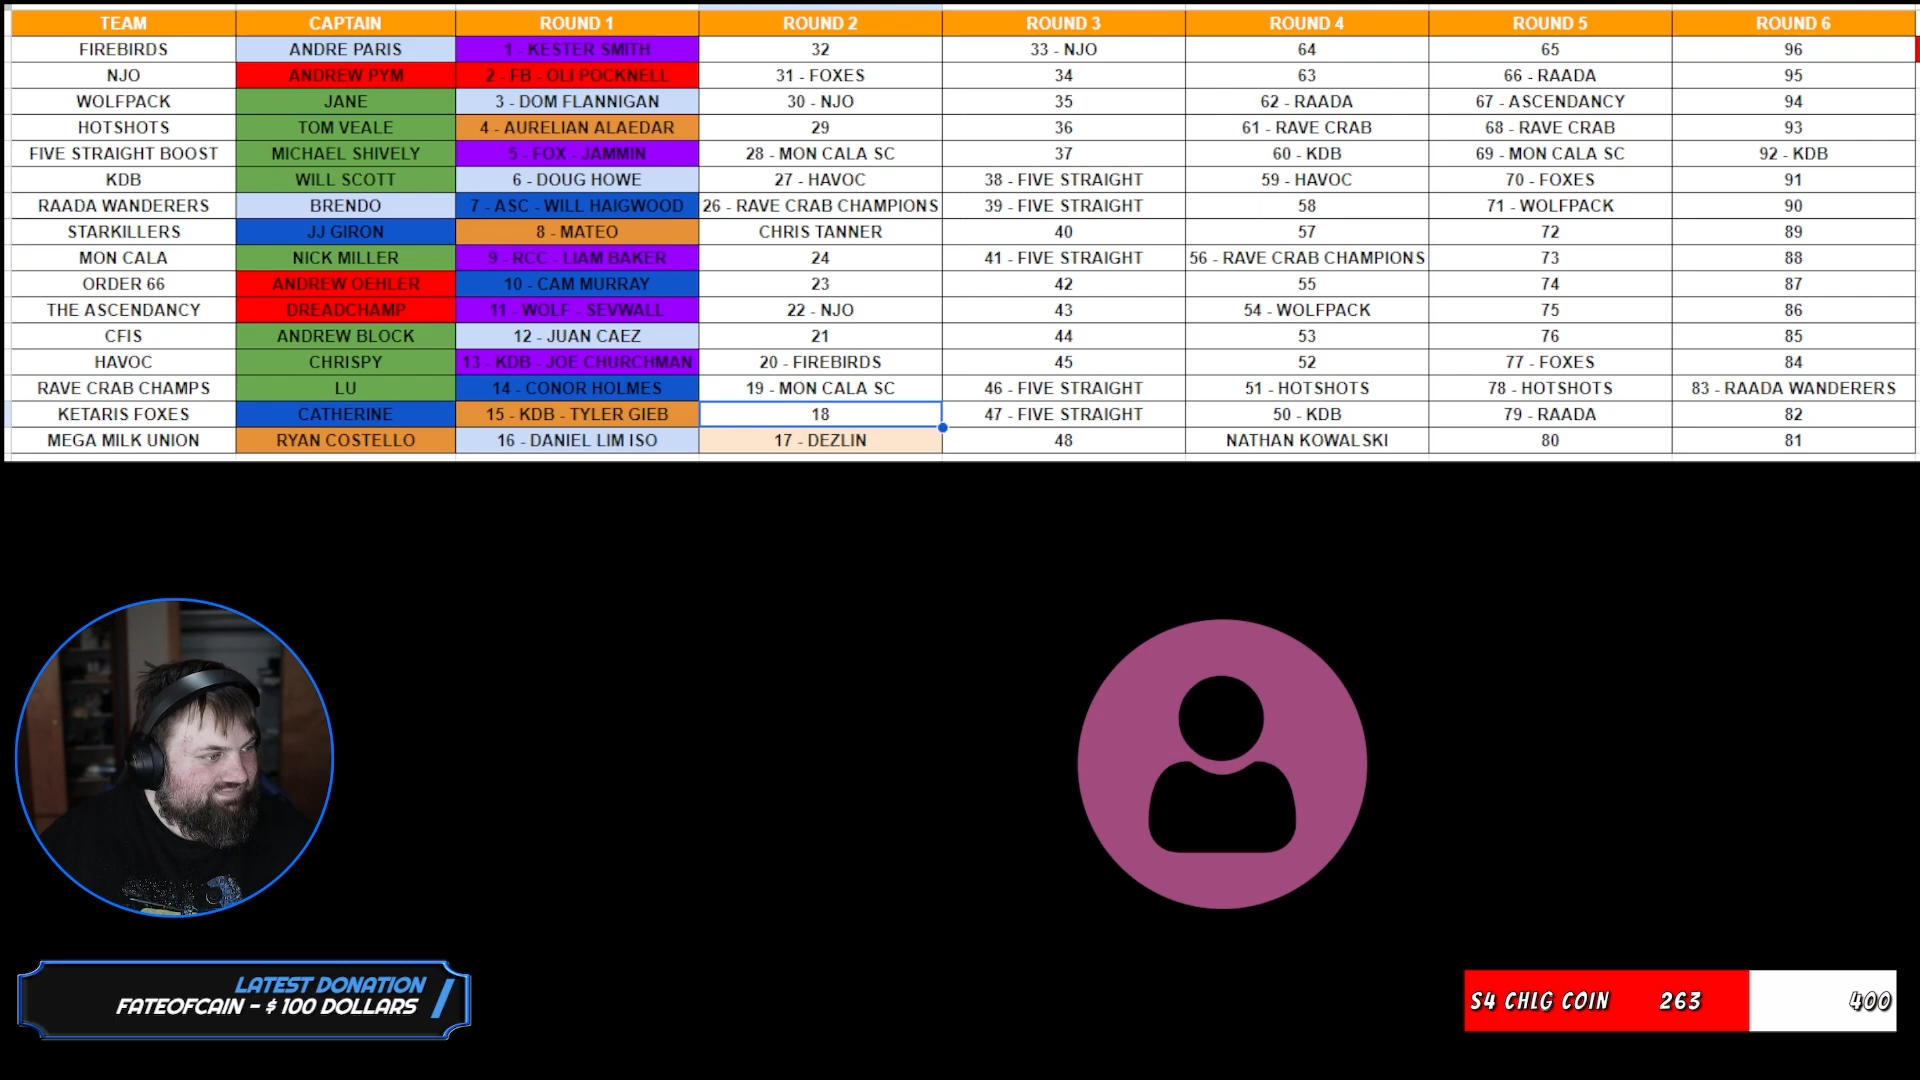 TEAM CAPTAIN ROUND 1 ROUND 2 ROUND 3 ROUND 4 ROUND 5 ROUND 6
FIREBIRDS ANDRE PARIS 1 - KESTER SMITH 32 33 - NJO 64 65 96
NJO ANDREW PYM 2 - FB - OLI POCKNELL 31 - FOXES 34 63 66 - RAADA 95
WOLFPACK JANE 3 - DOM FLANNIGAN 30 - NJO 35 62 - RAADA 67 - ASCENDANCY 94
HOTSHOTS TOM VEALE 4 - AURELIAN ALAEDAR 29 36 61 - RAVE CRAB 68 - RAVE CRAB 93
FIVE STRAIGHT BOOST MICHAEL SHIVELY 5 - FOX - JAMMIN 28 - MON CALA SC 37 60 - KDB 69 - MON CALA SC 92 - KDB
KDB WILL SCOTT 6 - DOUG HOWE 27 - HAVOC 38 - FIVE STRAIGHT 59 - HAVOC 70 - FOXES 91
RAADA WANDERERS BRENDO 7 - ASC - WILL HAIGWOOD 26 - RAVE CRAB CHAMPIONS 39 - FIVE STRAIGHT 58 71 - WOLFPACK 90
STARKILLERS JJ GIRON 8 - MATEO CHRIS TANNER 40 57 72 89
MON CALA NICK MILLER 9 - RCC - LIAM BAKER 24 41 - FIVE STRAIGHT 56 - RAVE CRAB CHAMPIONS 73 88
ORDER 66 ANDREW OEHLER 10 - CAM MURRAY 23 42 55 74 87
THE ASCENDANCY DREADCHAMP 11 - WOLF - SEVWALL 22 - NJO 43 54 - WOLFPACK 75 86
CFIS ANDREW BLOCK 12 - JUAN CAEZ 21 44 53 76 85
HAVOC CHRISPY 13 - KDB - JOE CHURCHMAN 20 - FIREBIRDS 45 52 77 - FOXES 84
RAVE CRAB CHAMPS LU 14 - CONOR HOLMES 19 - MON CALA SC 46 - FIVE STRAIGHT 51 - HOTSHOTS 78 - HOTSHOTS 83 - RAADA WANDERERS
KETARIS FOXES CATHERINE 15 - KDB - TYLER GIEB 18 47 - FIVE STRAIGHT 50 - KDB 79 - RAADA 82
MEGA MILK UNION RYAN COSTELLO 16 - DANIEL LIM ISO 17 - DEZLIN 48 NATHAN KOWALSKI 80 81
LATEST DONATION
FATEOFCAIN - $ 100 DOLLARS
S4 CHLG COIN 263 400